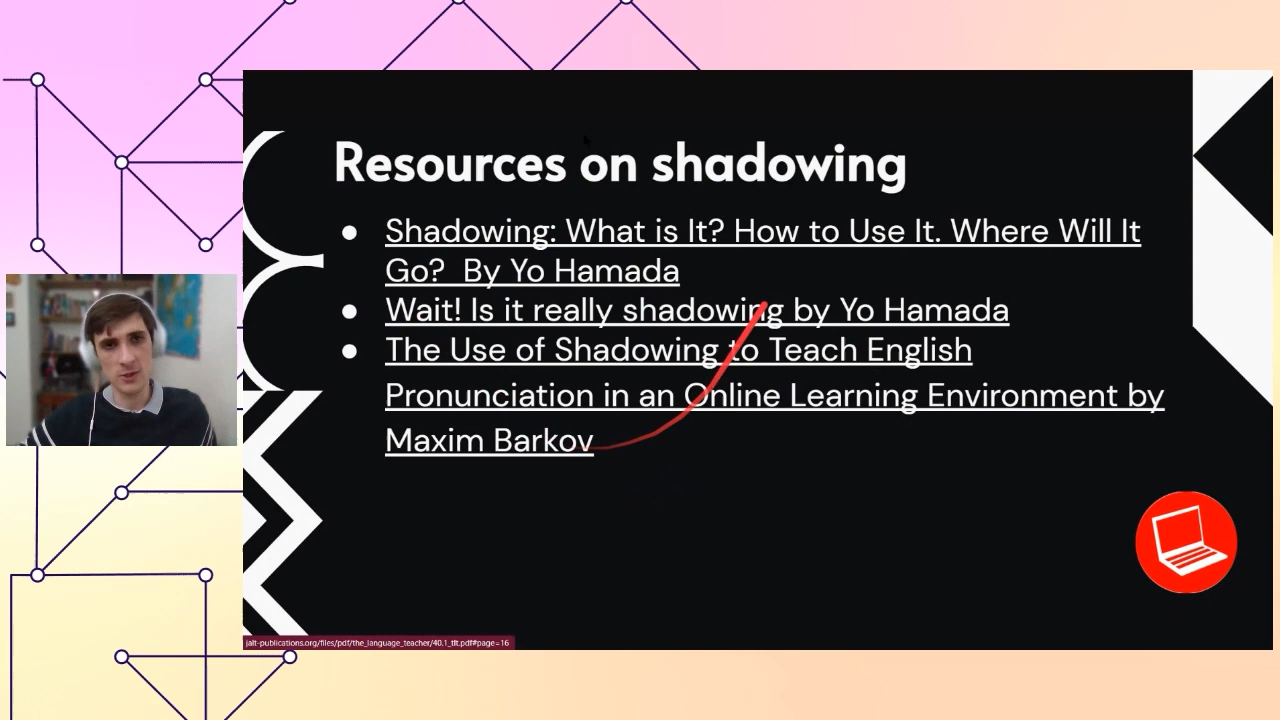 Resources on shadowing
● Shadowing: What is It? How to Use It. Where Will It
Go? By Yo Hamada
● Wait! Is it really shadowing by Yo Hamada
● The Use of Shadowing to Teach English
Pronunciation in an Online Learning Environment by
Maxim Barkov
jalt-publications.org/files/pdf/the_language_teacher/40.1_tlt.pdf#page=16